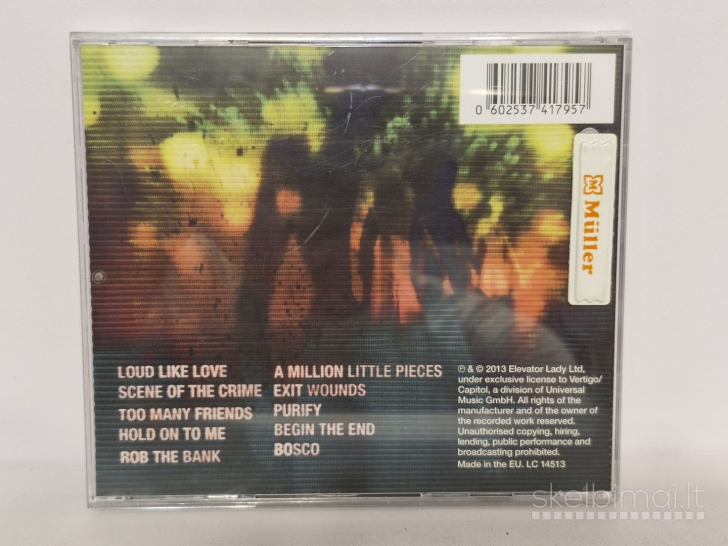 0 602537 417957
Müller
LOUD LIKE LOVE
SCENE OF THE CRIME
TOO MANY FRIENDS
HOLD ON TO ME
ROB THE BANK
A MILLION LITTLE PIECES
EXIT WOUNDS
PURIFY
BEGIN THE END
BOSCO
℗ & © 2013 Elevator Lady Ltd,
under exclusive license to Vertigo/
Capitol, a division of Universal
Music GmbH. All rights of the
manufacturer and of the owner of
the recorded work reserved.
Unauthorised copying, hiring,
lending, public performance and
broadcasting prohibited.
Made in the EU. LC 14513
skelbimai.lt